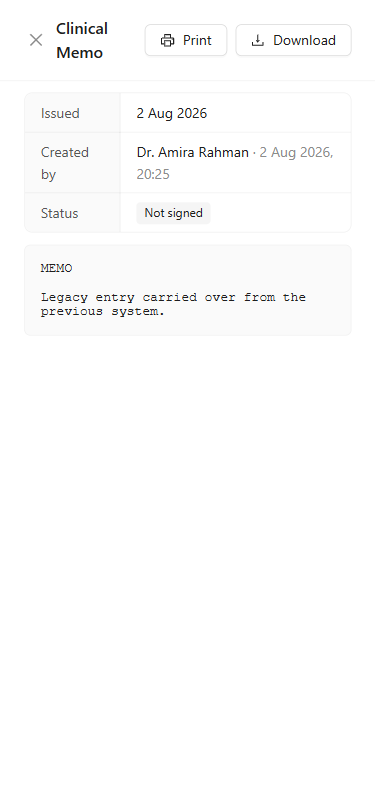 Clinical
Memo
Print
Download
Issued
2 Aug 2026
Created
by
Dr. Amira Rahman · 2 Aug 2026,
20:25
Status
Not signed
MEMO
Legacy entry carried over from the
previous system.